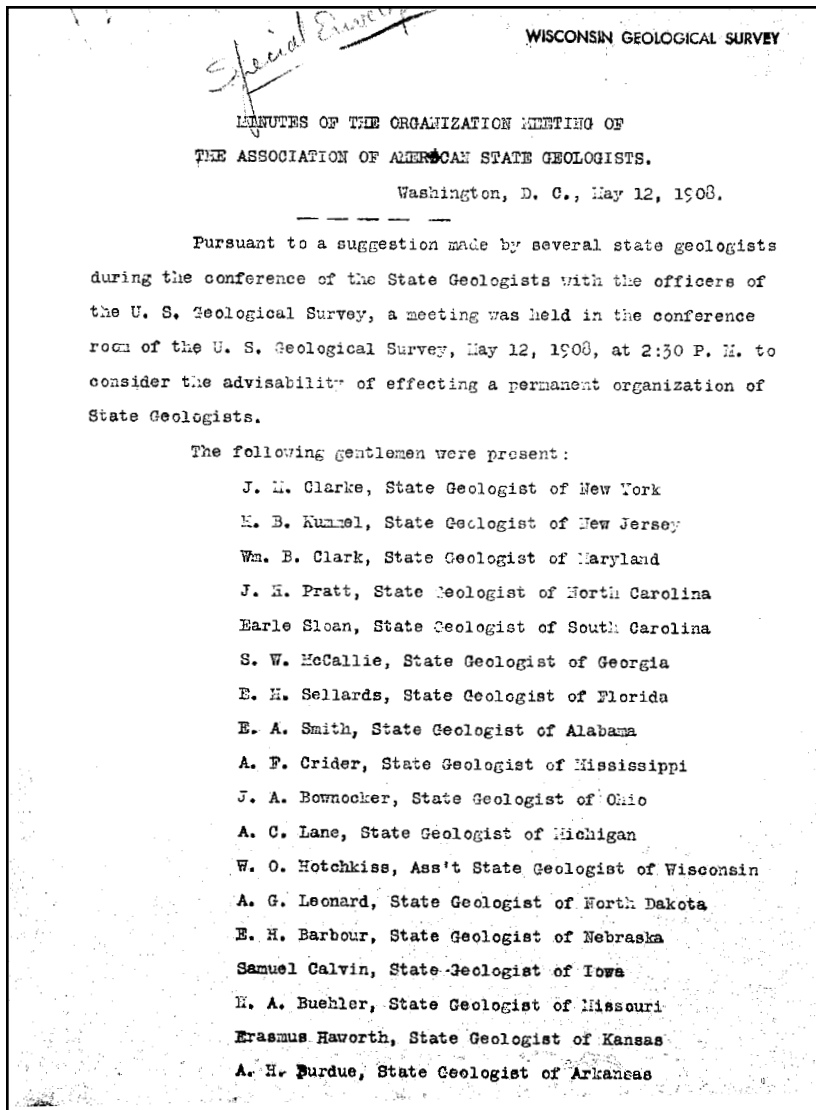 Special
WISCONSIN GEOLOGICAL SURVEY
MINUTES OF THE ORGANIZATION MEETING OF
THE ASSOCIATION OF AMERICAN STATE GEOLOGISTS.
Washington, D. C., May 12, 1908.
Pursuant to a suggestion made by several state geologists
during the conference of the State Geologists with the officers of
the U. S. Geological Survey, a meeting was held in the conference
room of the U. S. Geological Survey, May 12, 1908, at 2:30 P. M. to
consider the advisability of effecting a permanent organization of
State Geologists.
The following gentlemen were present:
J. M. Clarke, State Geologist of New York
H. B. Kummel, State Geologist of New Jersey
Wm. B. Clark, State Geologist of Maryland
J. H. Pratt, State Geologist of North Carolina
Earle Sloan, State Geologist of South Carolina
S. W. McCallie, State Geologist of Georgia
E. H. Sellards, State Geologist of Florida
E. A. Smith, State Geologist of Alabama
A. F. Crider, State Geologist of Mississippi
J. A. Bownocker, State Geologist of Ohio
A. C. Lane, State Geologist of Michigan
W. O. Hotchkiss, Ass't State Geologist of Wisconsin
A. G. Leonard, State Geologist of North Dakota
E. H. Barbour, State Geologist of Nebraska
Samuel Calvin, State Geologist of Iowa
H. A. Buehler, State Geologist of Missouri
Erasmus Haworth, State Geologist of Kansas
A. H. Purdue, State Geologist of Arkansas